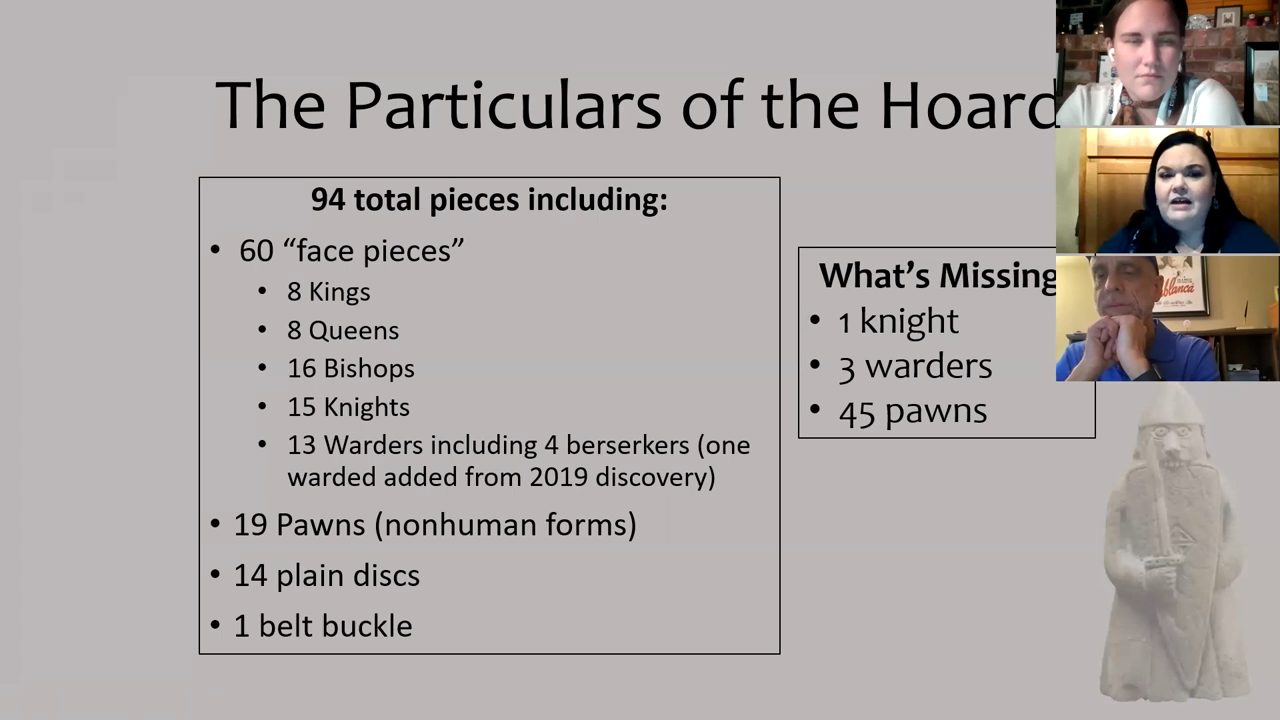 The Particulars of the Hoard
94 total pieces including:
• 60 “face pieces”
• 8 Kings
• 8 Queens
• 16 Bishops
• 15 Knights
• 13 Warders including 4 berserkers (one
warded added from 2019 discovery)
• 19 Pawns (nonhuman forms)
• 14 plain discs
• 1 belt buckle
What’s Missing
• 1 knight
• 3 warders
• 45 pawns
ablanca